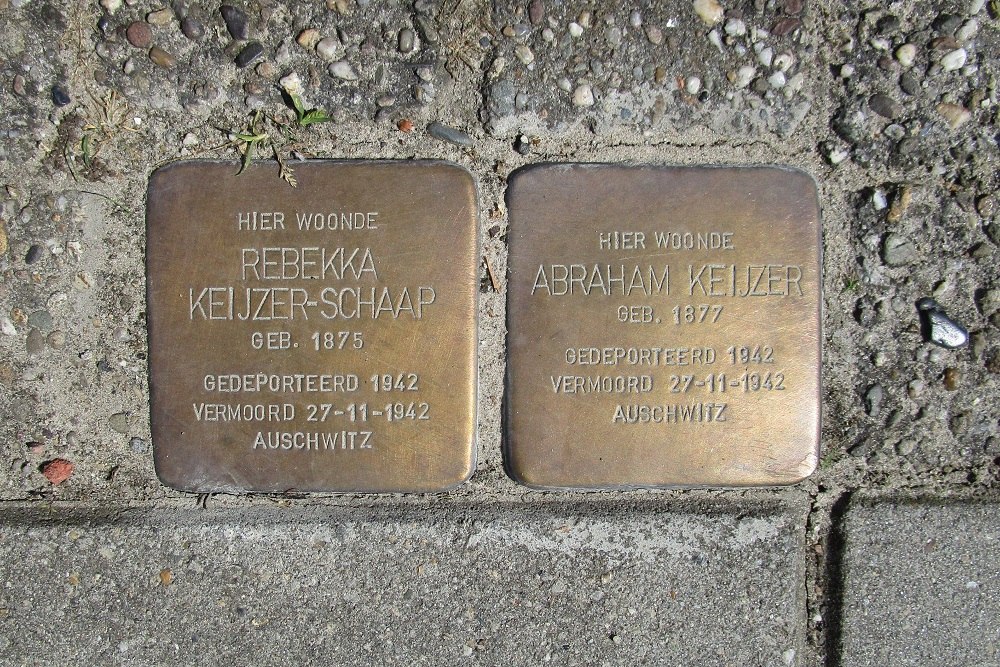 HIER WOONDE
REBEKKA
KEIJZER-SCHAAP
GEB. 1875
GEDEPORTEERD 1942
VERMOORD 27-11-1942
AUSCHWITZ
HIER WOONDE
ABRAHAM KEIJZER
GEB. 1877
GEDEPORTEERD 1942
VERMOORD 27-11-1942
AUSCHWITZ